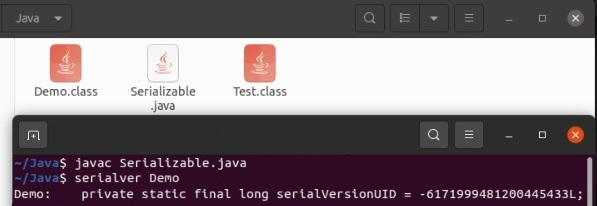 Java
Demo.class
Serializable
.java
Test.class
~/Java$ javac Serializable.java
~/Java$ serialver Demo
Demo:    private static final long serialVersionUID = -6171999481200445433L;